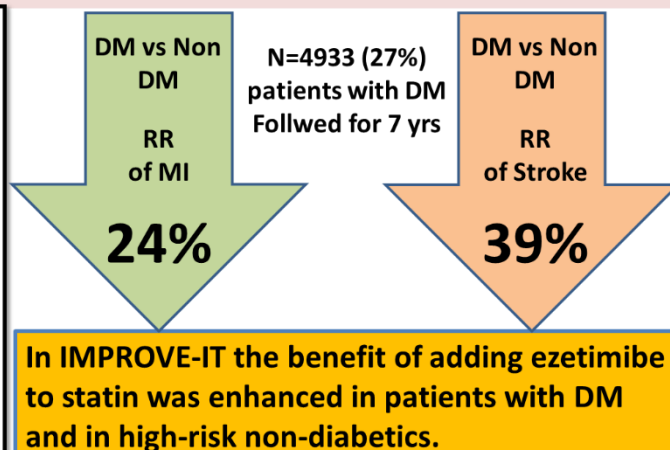 DM vs Non
DM
RR
of MI
24%
N=4933 (27%)
patients with DM
Follwed for 7 yrs
DM vs Non
DM
RR
of Stroke
39%
In IMPROVE-IT the benefit of adding ezetimibe
to statin was enhanced in patients with DM
and in high-risk non-diabetics.